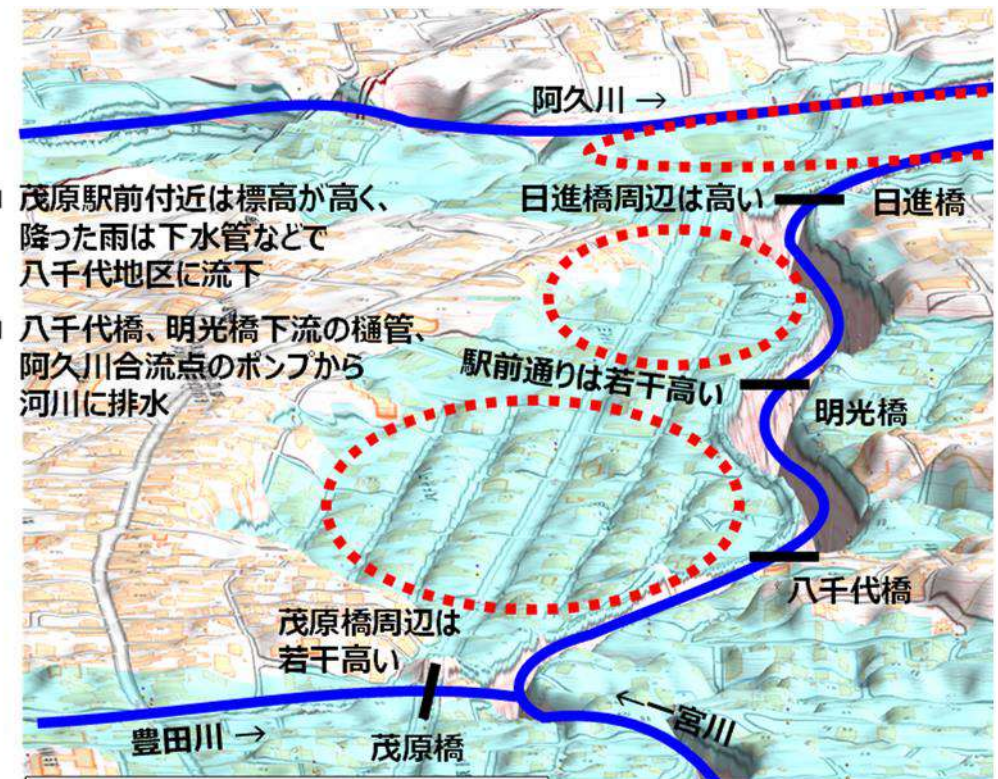 阿久川 →
茂原駅前付近は標高が高く、
降った雨は下水管などで
八千代地区に流下
日進橋周辺は高い
日進橋
八千代橋、明光橋下流の樋管、
阿久川合流点のポンプから
河川に排水
駅前通りは若干高い
明光橋
八千代橋
茂原橋周辺は
若干高い
←一宮川
豊田川 →
茂原橋